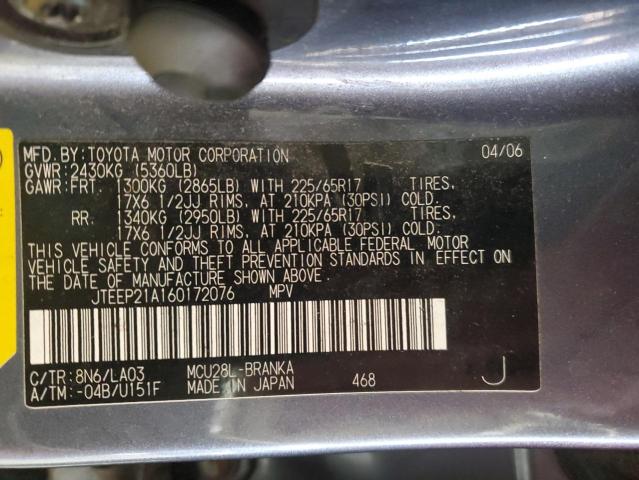 MFD.BY:TOYOTA MOTOR CORPORATION 04/06
GVWR:2430KG (5360LB)
GAWR:FRT. 1300KG (2865LB) WITH 225/65R17 TIRES,
17X6 1/2JJ RIMS, AT 210KPA (30PSI) COLD.
RR. 1340KG (2950LB) WITH 225/65R17 TIRES,
17X6 1/2JJ RIMS, AT 210KPA (30PSI) COLD.
THIS VEHICLE CONFORMS TO ALL APPLICABLE FEDERAL MOTOR
VEHICLE SAFETY AND THEFT PREVENTION STANDARDS IN EFFECT ON
THE DATE OF MANUFACTURE SHOWN ABOVE.
JTEEP21A160172076 MPV
C/TR:8N6/LA03 MCU28L-BRANKA
A/TM:-04B/U151F MADE IN JAPAN 468 J